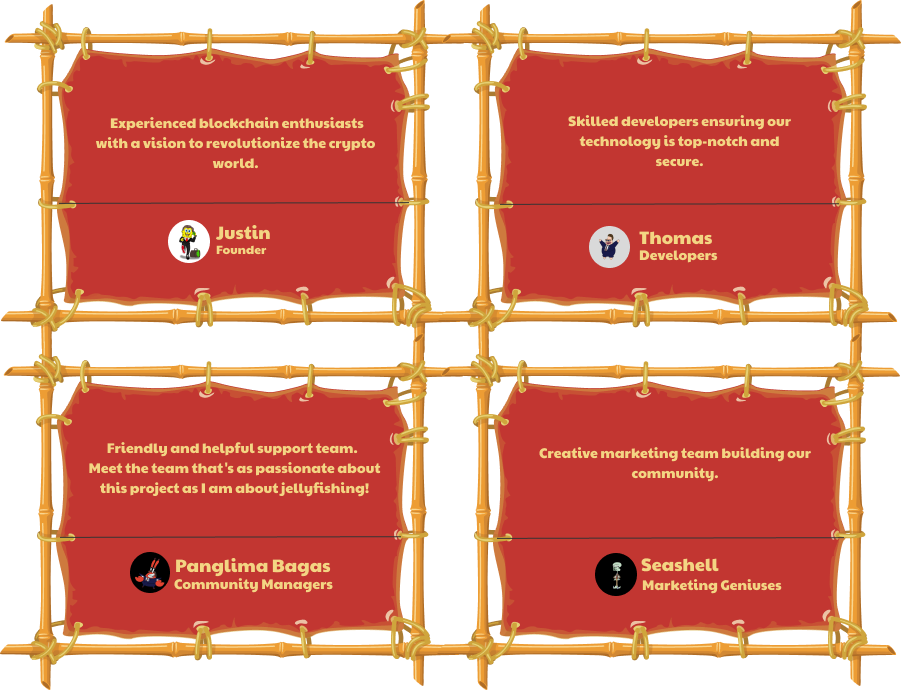 Experienced blockchain enthusiasts
with a vision to revolutionize the crypto
world.
Justin
Founder
Skilled developers ensuring our
technology is top-notch and
secure.
Thomas
Developers
Friendly and helpful support team.
Meet the team that's as passionate about
this project as I am about jellyfishing!
Panglima Bagas
Community Managers
Creative marketing team building our
community.
Seashell
Marketing Geniuses